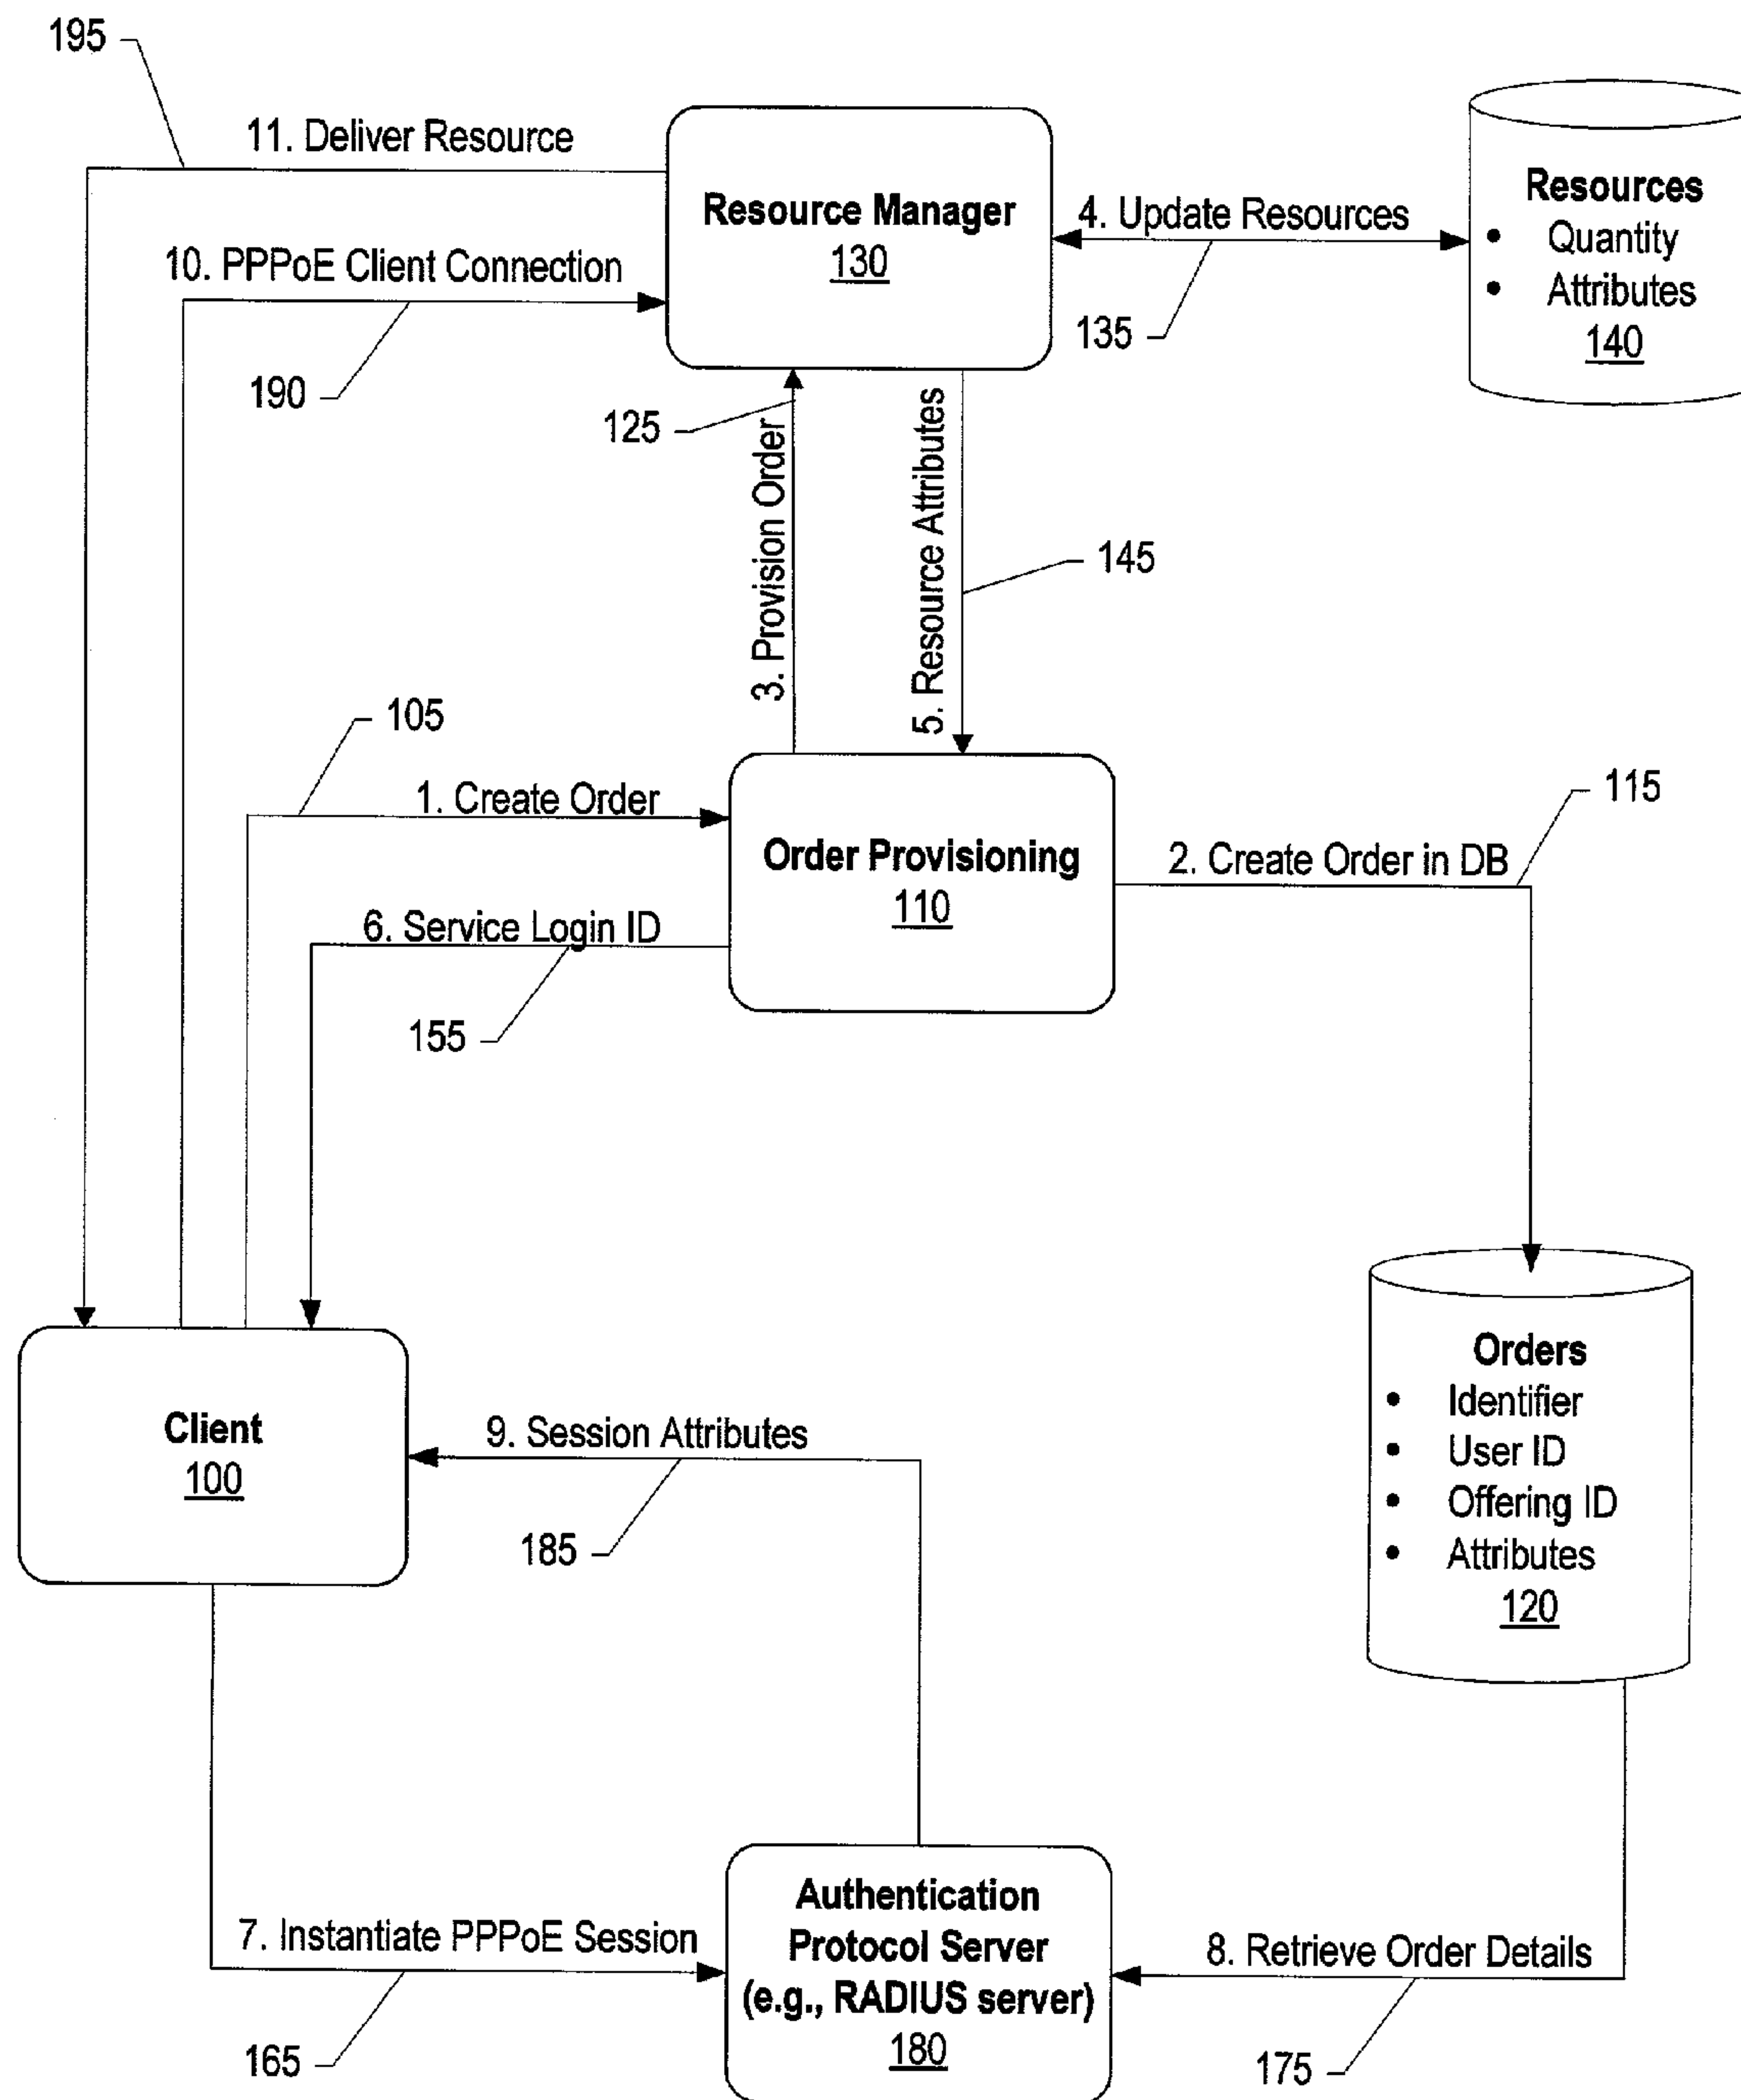 195
11. Deliver Resource
Resource Manager
130
4. Update Resources
135
Resources
• Quantity
• Attributes
140
10. PPPoE Client Connection
190
125
3. Provision Order
5. Resource Attributes
145
105
1. Create Order
Order Provisioning
110
2. Create Order in DB
115
6. Service Login ID
155
Orders
• Identifier
• User ID
• Offering ID
• Attributes
120
Client
100
9. Session Attributes
185
7. Instantiate PPPoE Session
165
Authentication
Protocol Server
(e.g., RADIUS server)
180
8. Retrieve Order Details
175